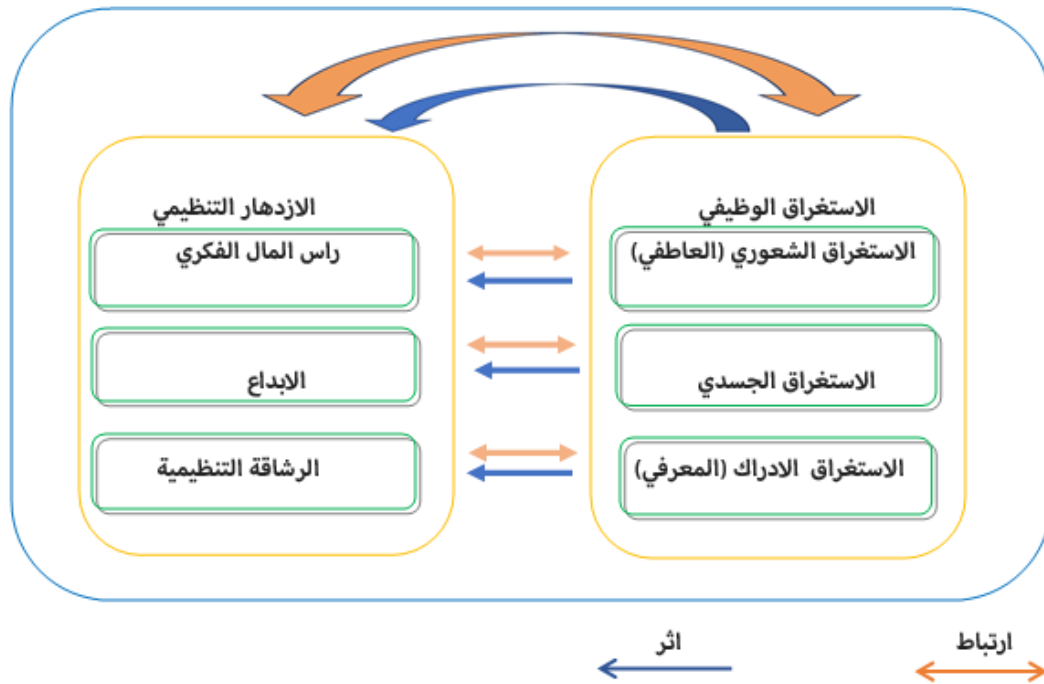 الاستغراق الوظيفي
الاستغراق الشعوري (العاطفي)
الاستغراق الجسدي
الاستغراق الادراك (المعرفي)
الازدهار التنظيمي
راس المال الفكري
الابداع
الرشاقة التنظيمية
ارتباط
اثر